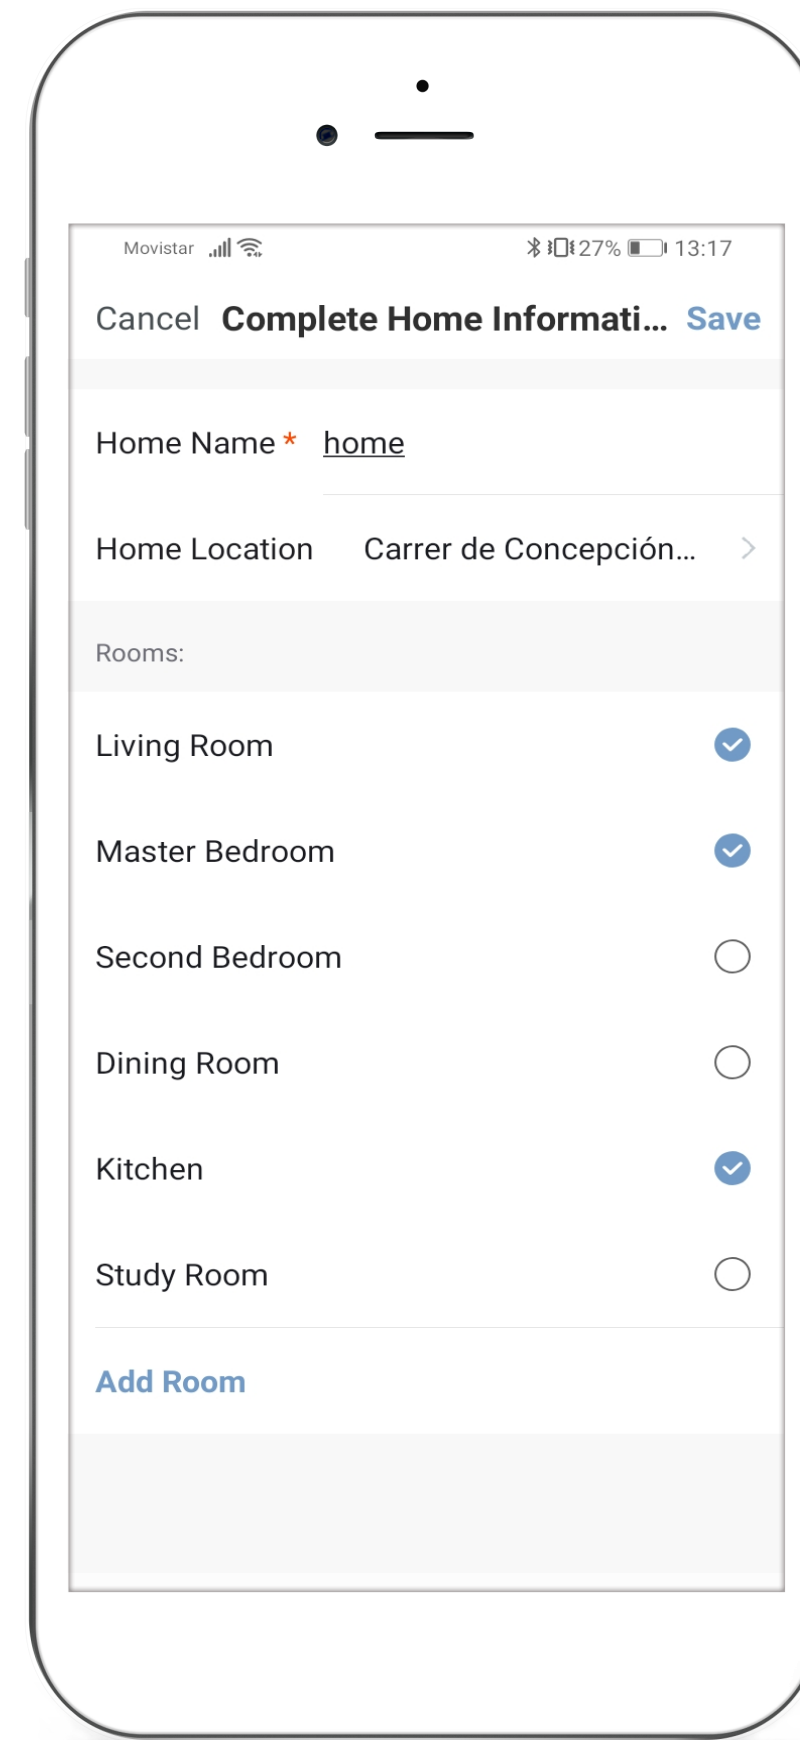 Movistar 27% 13:17
Cancel Complete Home Informati... Save
Home Name * home
Home Location Carrer de Concepción...
Rooms:
Living Room
Master Bedroom
Second Bedroom
Dining Room
Kitchen
Study Room
Add Room